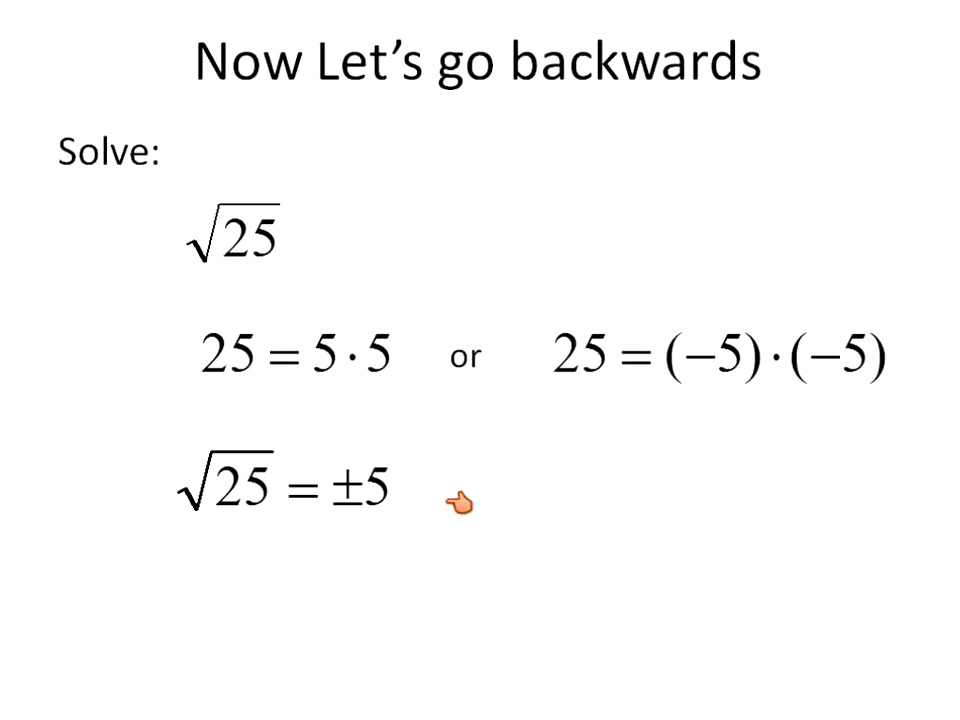 Now Let’s go backwards
Solve:
√25
25 = 5 · 5 or 25 = (−5) · (−5)
√25 = ±5